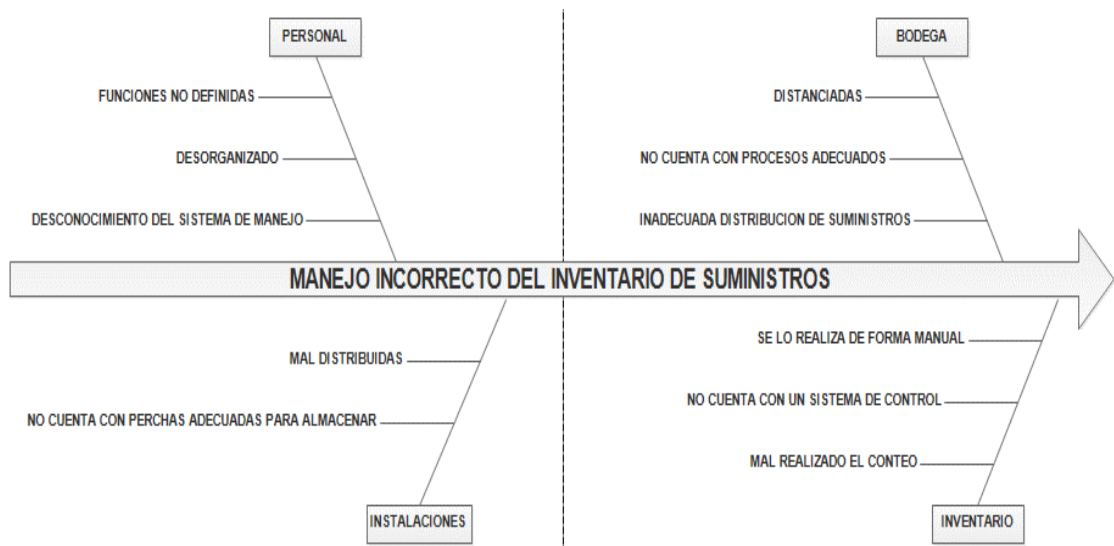 PERSONAL
FUNCIONES NO DEFINIDAS
DESORGANIZADO
DESCONOCIMIENTO DEL SISTEMA DE MANEJO
BODEGA
DISTANCIADAS
NO CUENTA CON PROCESOS ADECUADOS
INADECUADA DISTRIBUCION DE SUMINISTROS
MANEJO INCORRECTO DEL INVENTARIO DE SUMINISTROS
MAL DISTRIBUIDAS
NO CUENTA CON PERCHAS ADECUADAS PARA ALMACENAR
INSTALACIONES
SE LO REALIZA DE FORMA MANUAL
NO CUENTA CON UN SISTEMA DE CONTROL
MAL REALIZADO EL CONTEO
INVENTARIO